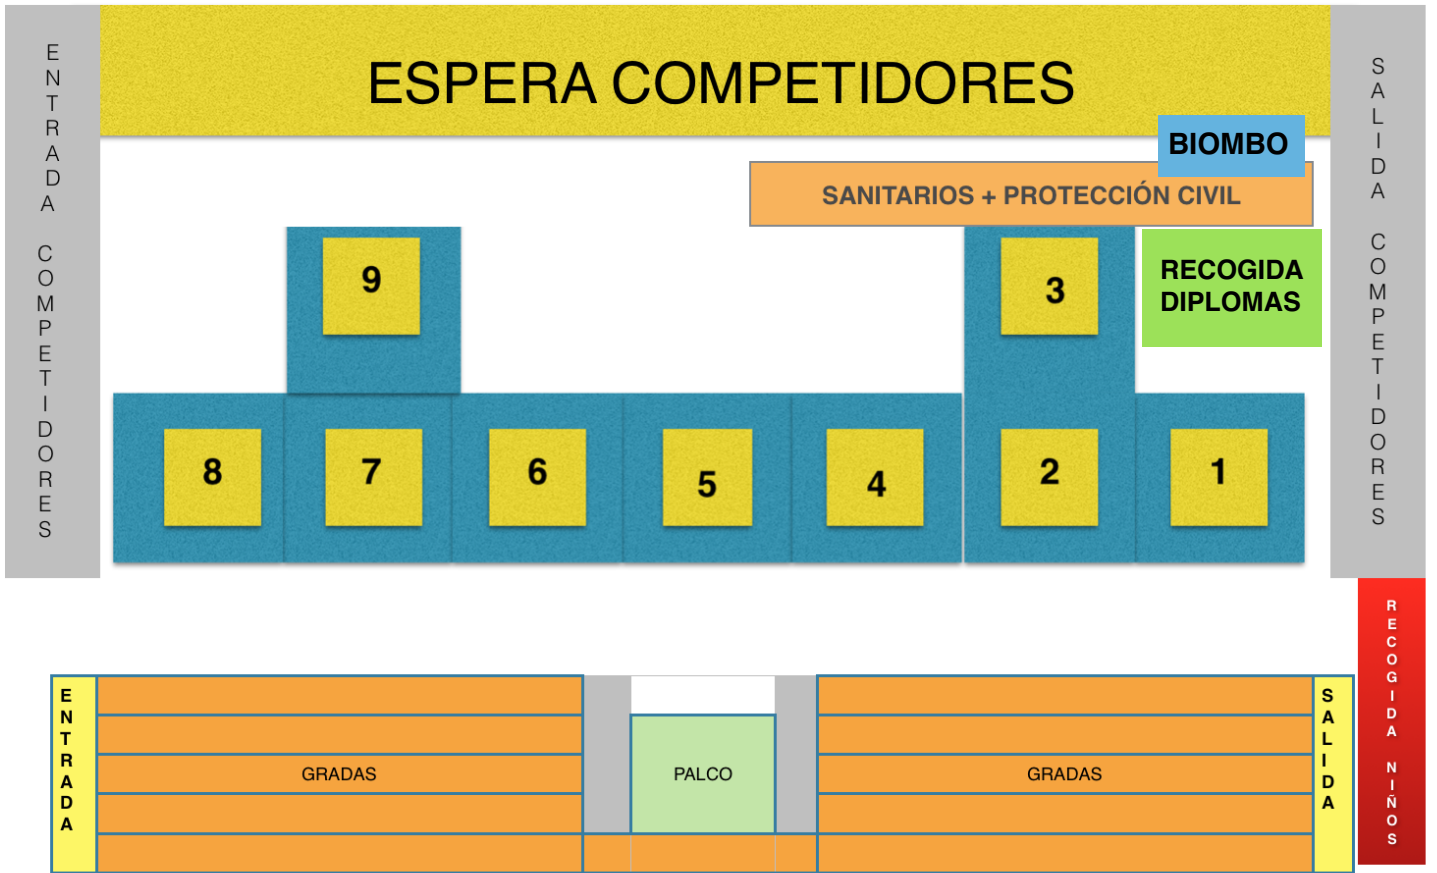 ENTRADA COMPETIDORES
ESPERA COMPETIDORES
SALIDA COMPETIDORES
BIOMBO
SANITARIOS + PROTECCIÓN CIVIL
9
3
RECOGIDA
DIPLOMAS
8
7
6
5
4
2
1
RECOGIDA NIÑOS
ENTRADA
GRADAS
PALCO
GRADAS
SALIDA